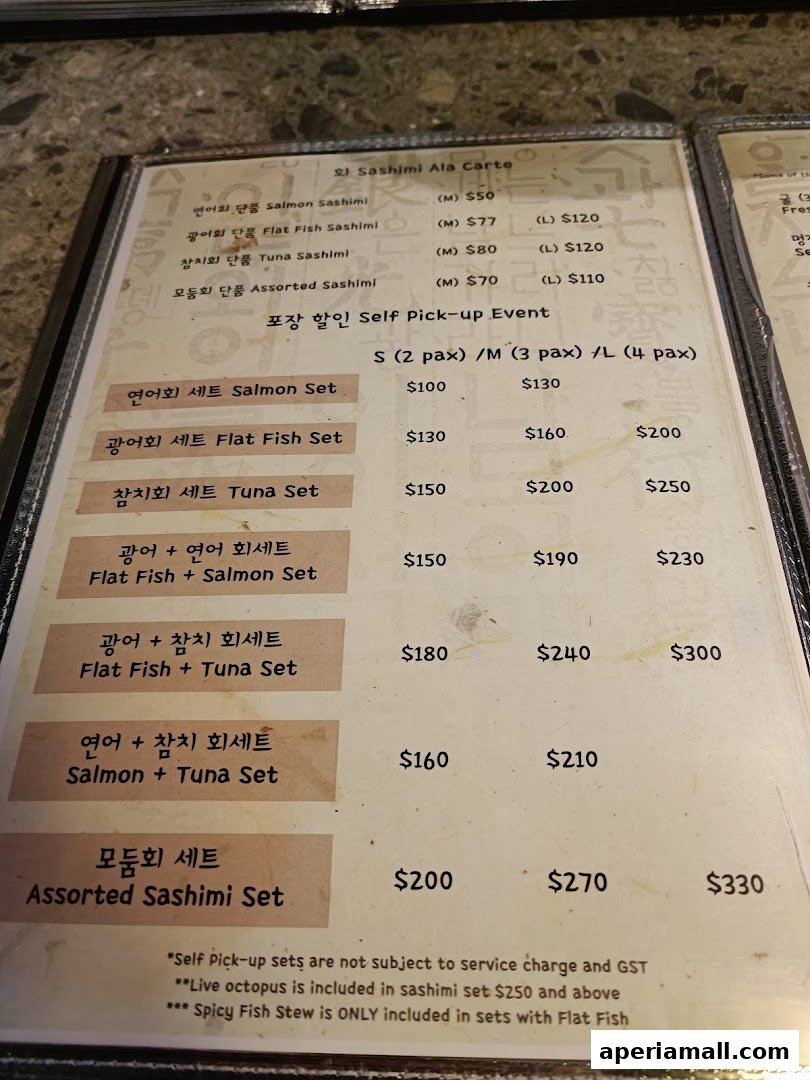 회 Sashimi Ala Carte
연어회 단품 Salmon Sashimi (M) $50
광어회 단품 Flat Fish Sashimi (M) $77 (L) $120
참치회 단품 Tuna Sashimi (M) $80 (L) $120
모둠회 단품 Assorted Sashimi (M) $70 (L) $110
포장 할인 Self Pick-up Event
S (2 pax) /M (3 pax) /L (4 pax)
연어회 세트 Salmon Set $100 $130
광어회 세트 Flat Fish Set $130 $160 $200
참치회 세트 Tuna Set $150 $200 $250
광어 + 연어 회세트
Flat Fish + Salmon Set $150 $190 $230
광어 + 참치 회세트
Flat Fish + Tuna Set $180 $240 $300
연어 + 참치 회세트
Salmon + Tuna Set $160 $210
모둠회 세트
Assorted Sashimi Set $200 $270 $330
*Self Pick-up sets are not subject to service charge and GST
**Live octopus is included in sashimi set $250 and above
*** Spicy Fish Stew is ONLY included in sets with Flat Fish
*Some of
굴 (3
aperiamall.com